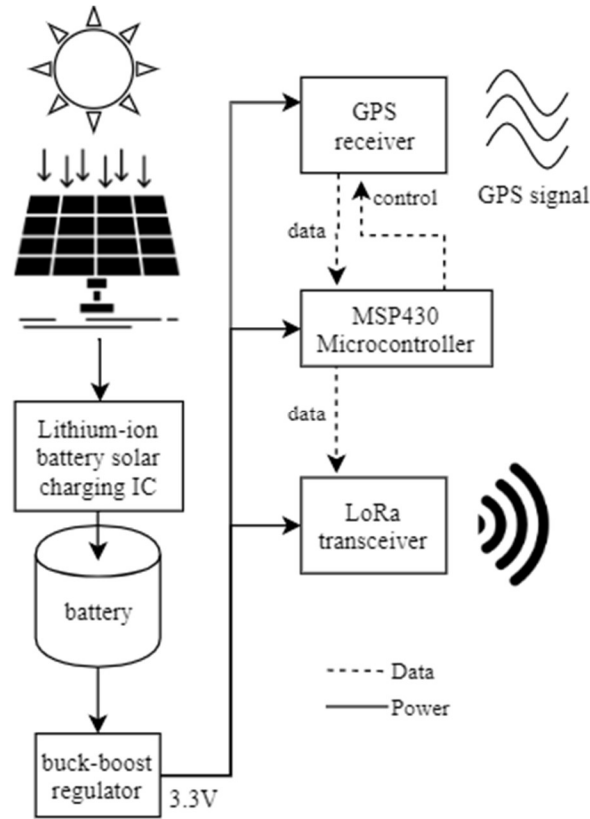 GPS
receiver
GPS signal
control
data
MSP430
Microcontroller
data
LoRa
transceiver
Lithium-ion
battery solar
charging IC
battery
buck-boost
regulator
3.3V
Data
Power